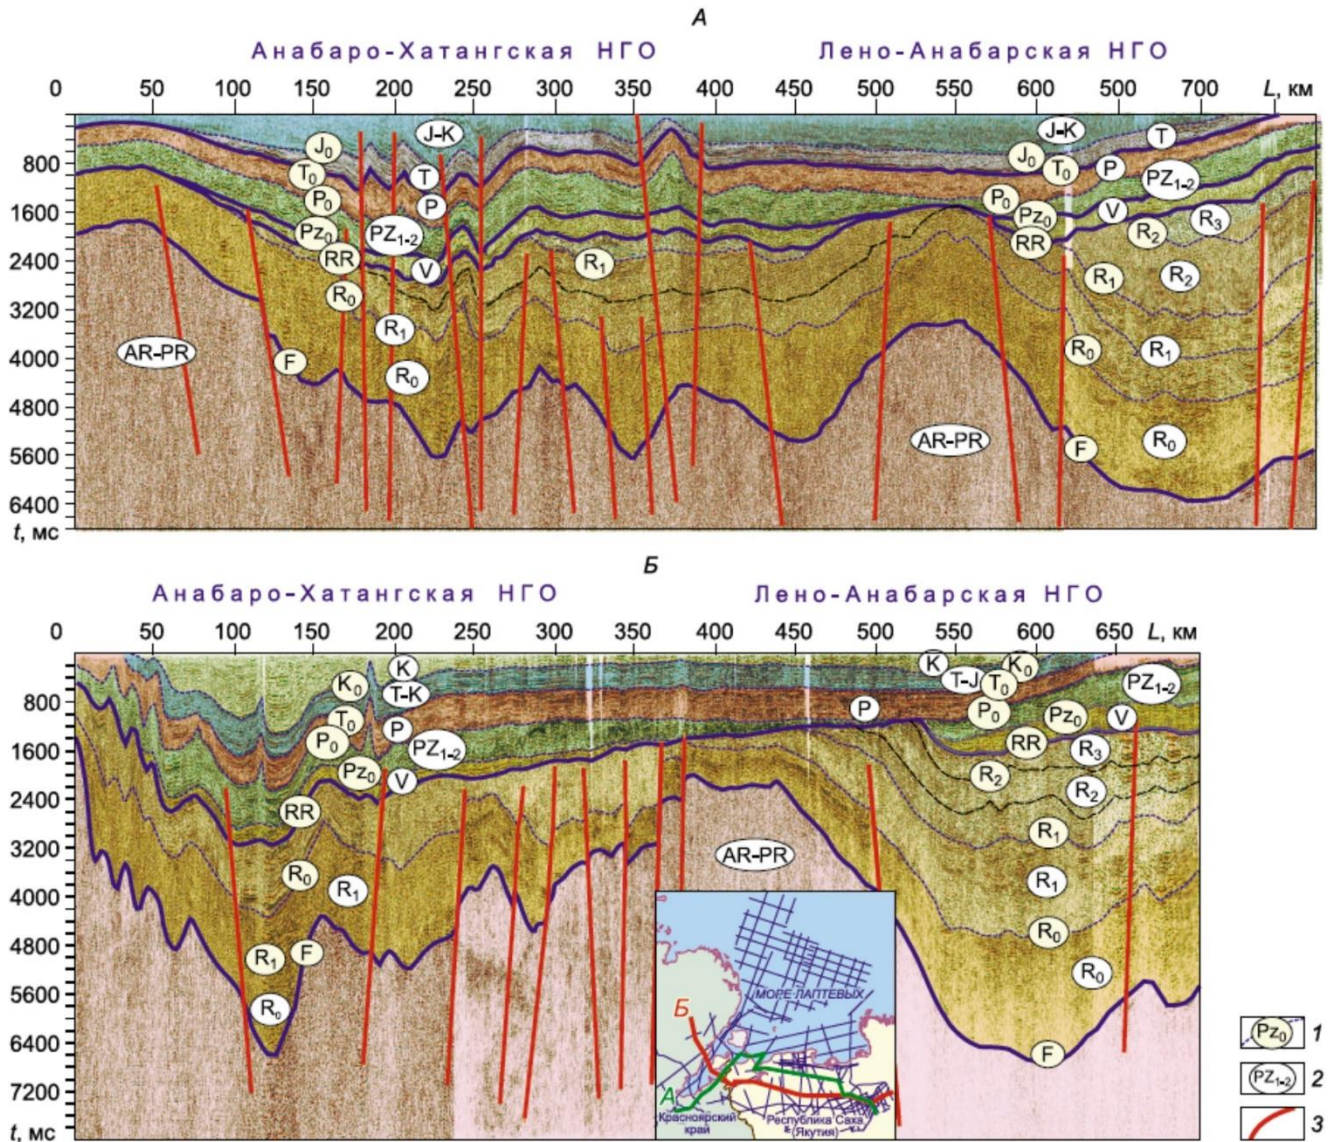 А
Анабаро-Хатангская НГО Лено-Анабарская НГО
0 50 100 150 200 250 300 350 400 450 500 550 600 500 700 L, км
J-K J-K T
J₀ J₀ T₀ P
800 T₀ T PZ₁₋₂
P₀ P P₀
1600 Pz₀ V R₃
Pz₀ PZ₁₋₂ RR R₂
2400 RR V R₁ R₁ R₂
R₀
3200 R₁
AR-PR R₀ R₁
4000 F R₀
4800
AR-PR F R₀
5600
6400
t, мс
Б
Анабаро-Хатангская НГО Лено-Анабарская НГО
0 50 100 150 200 250 300 350 400 450 500 550 600 650 L, км
K K K₀
K₀ T-K T-J T₀ PZ₁₋₂
800 T₀ P P P₀ Pz₀ V
P₀ PZ₁₋₂ RR R₃
1600 Pz₀ V R₂
2400 RR R₂
R₁
3200 AR-PR
R₀ R₁ R₁
4000
R₀
4800 R₁ F
R₀
5600 R₀
6400 F
7200
t, мс
МОРЕ ЛАПТЕВЫХ
Б
А
Красноярский край
Республика Саха (Якутия)
Pz₀ 1
PZ₁₋₂ 2
3